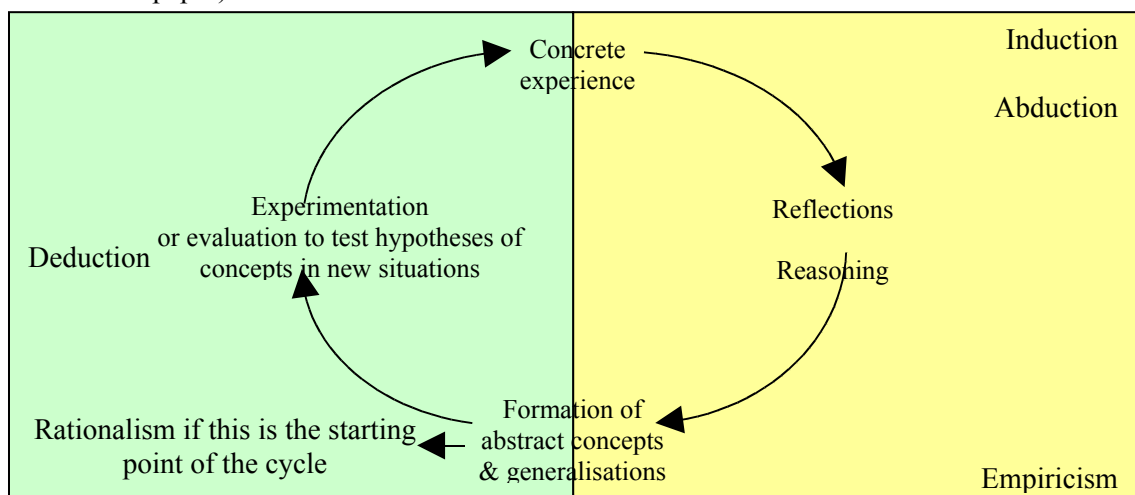 paper)
Concrete
experience
Induction
Abduction
Experimentation
or evaluation to test hypotheses of
concepts in new situations
Deduction
Reflections
Reasoning
Formation of
abstract concepts
& generalisations
Rationalism if this is the starting
point of the cycle
Empiricism